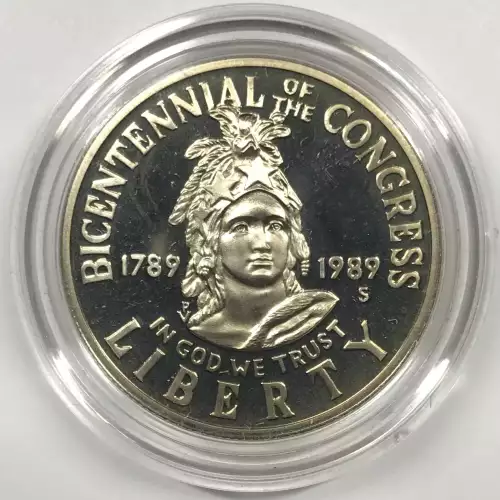 BICENTENNIAL OF THE CONGRESS
1789 1989
S
IN GOD WE TRUST
LIBERTY